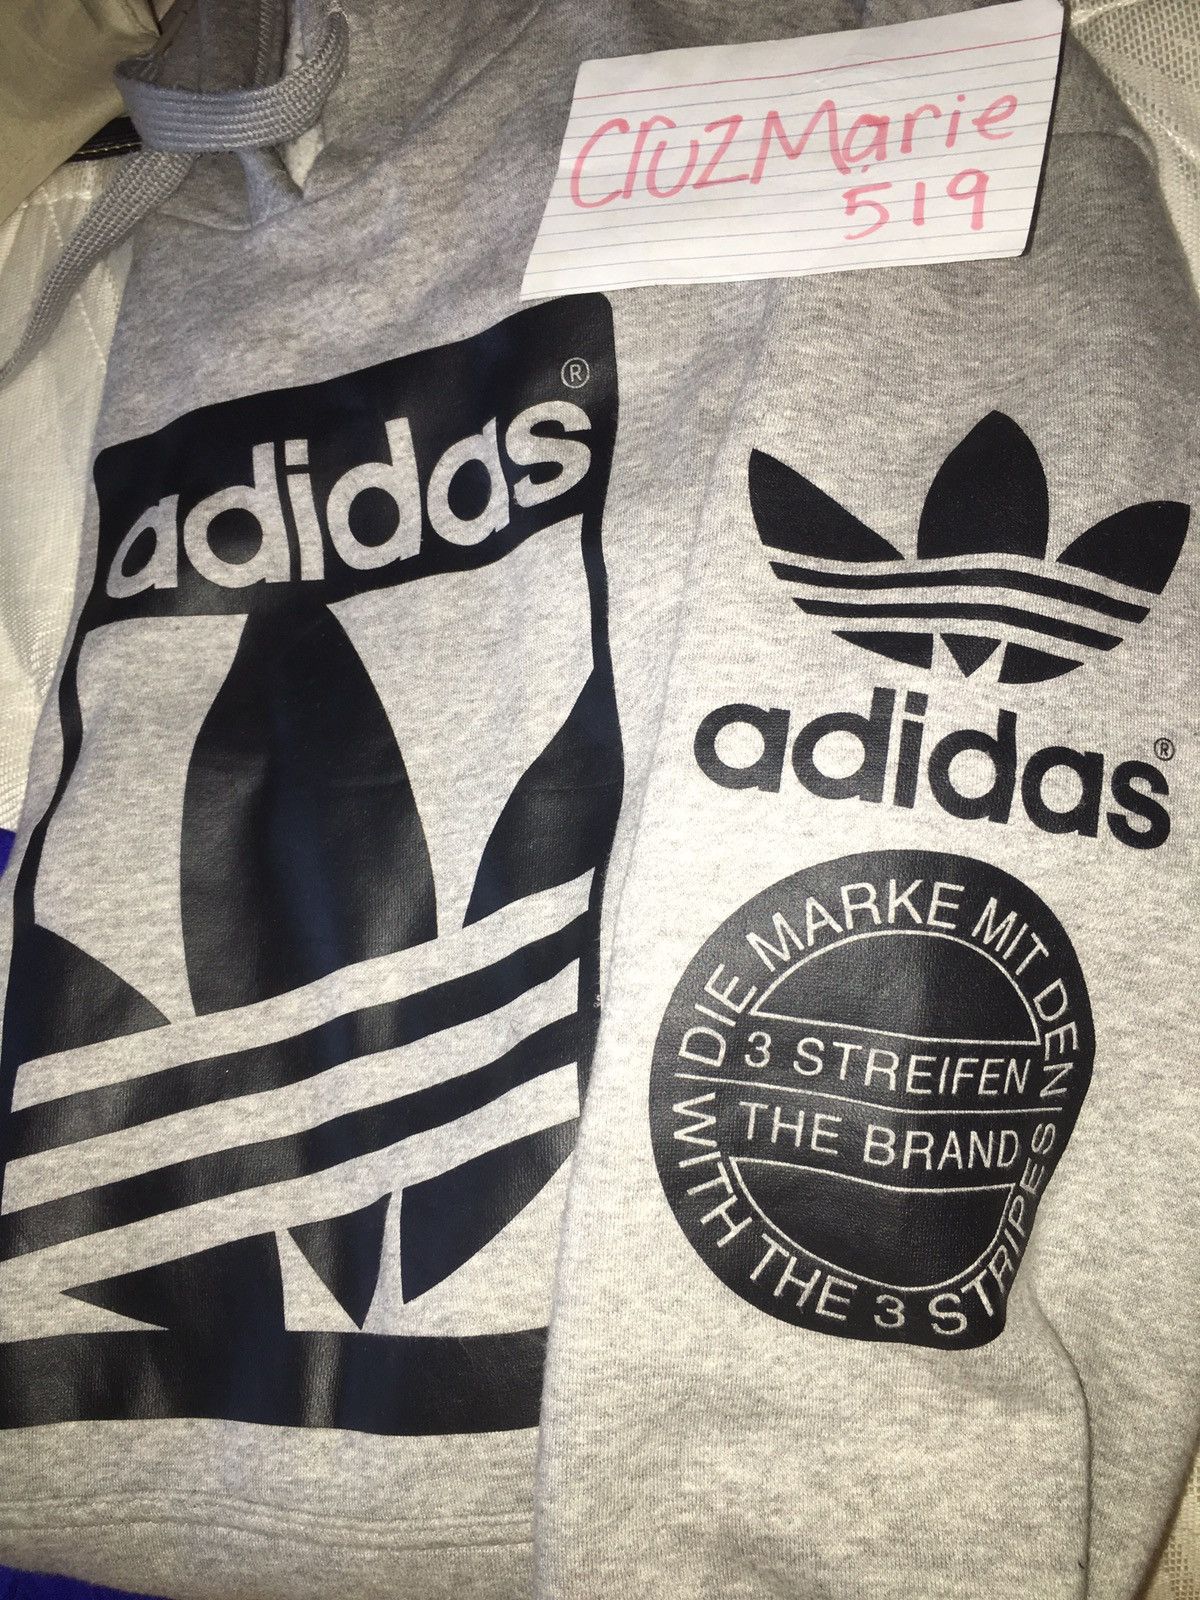 CruzMarie
519
adidas®
adidas®
DIE MARKE MIT DEN
3 STREIFEN
THE BRAND
WITH THE 3 STRIPES